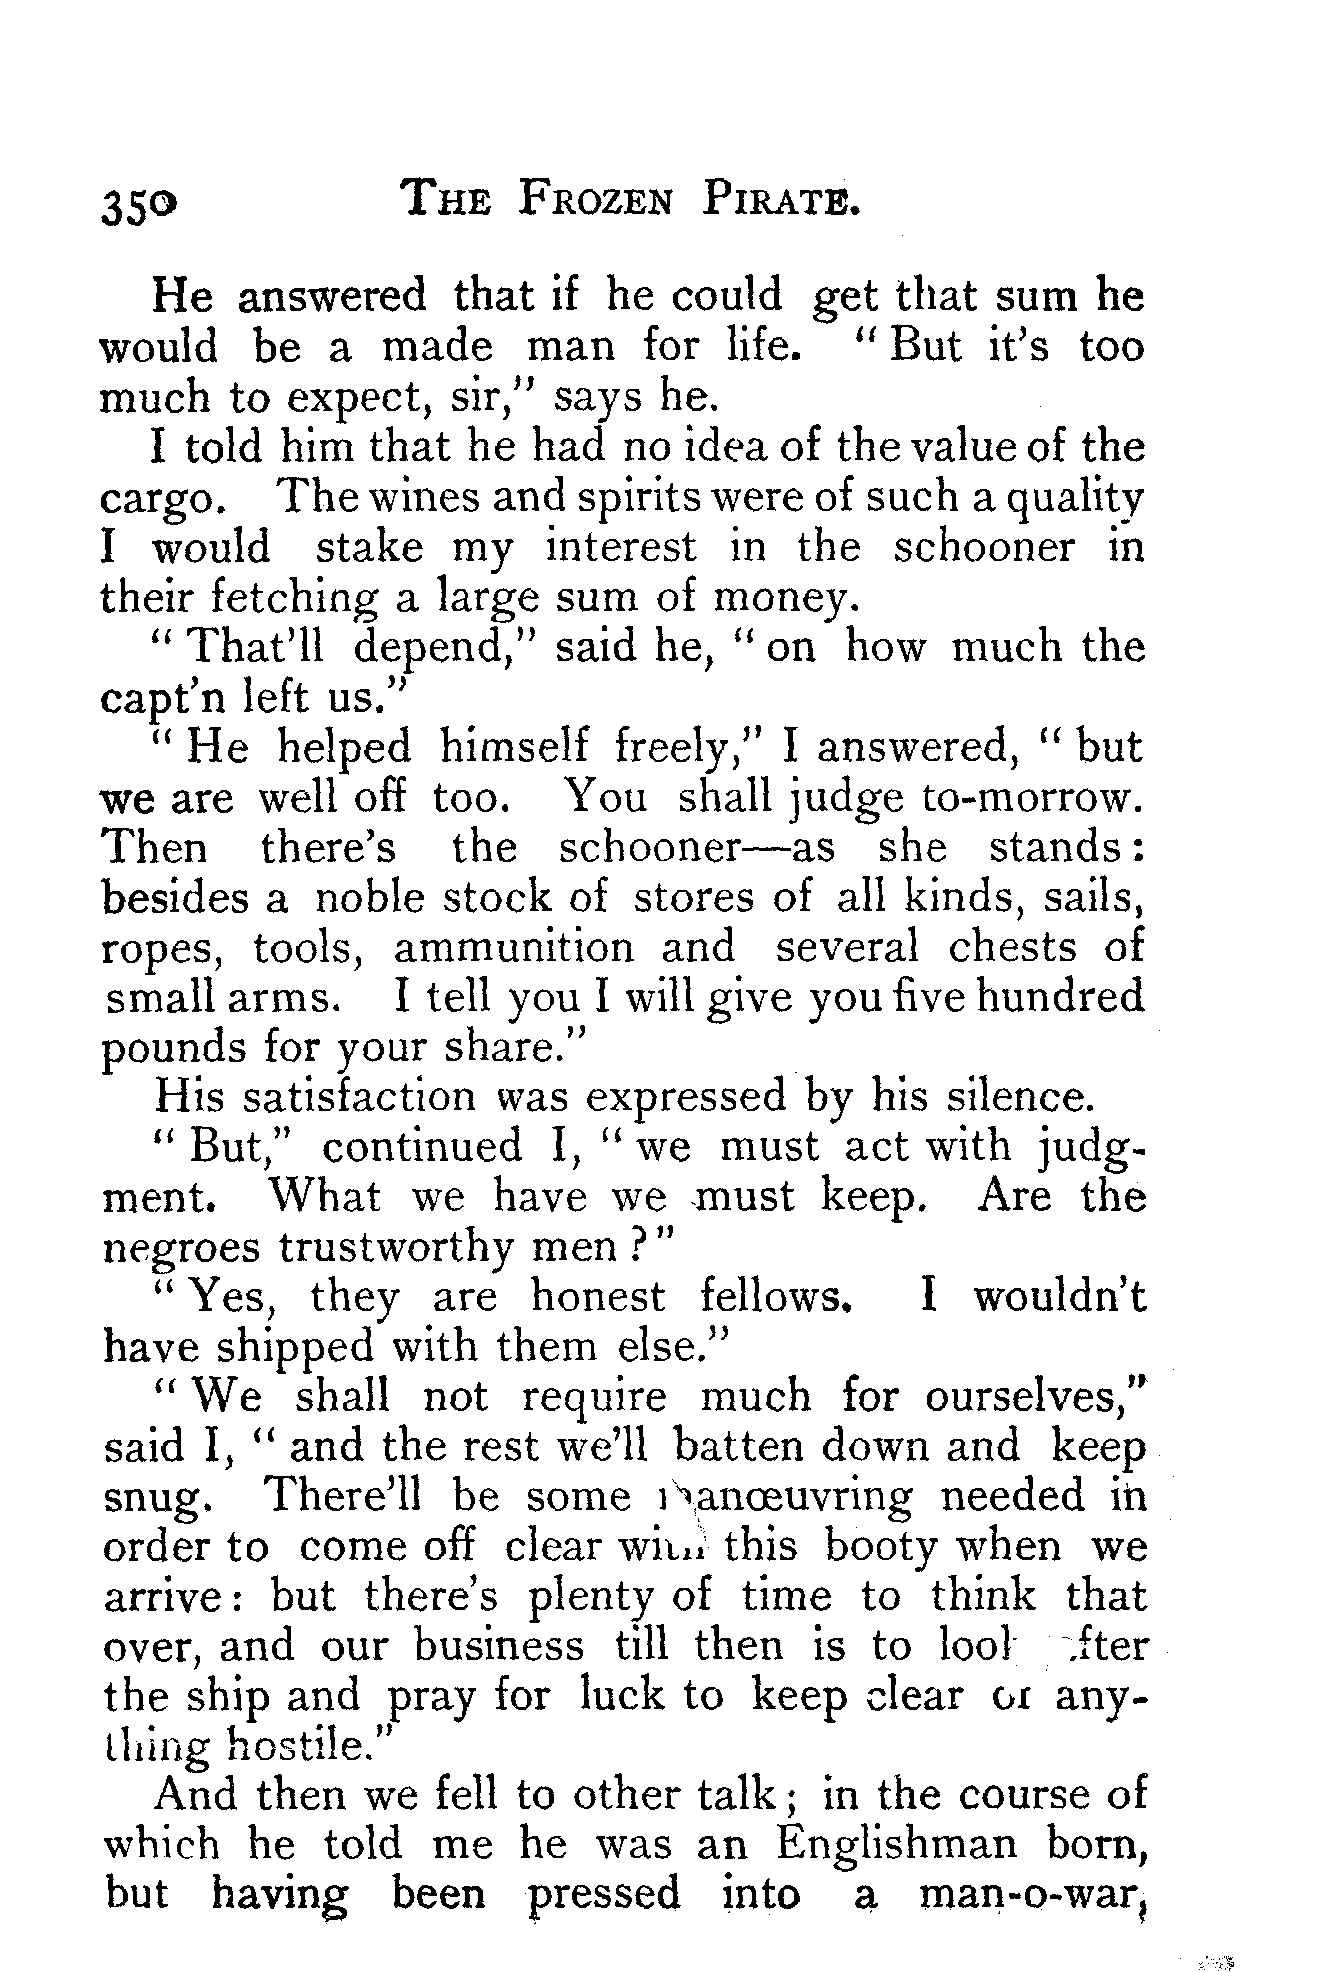 350 THE FROZEN PIRATE.
He answered that if he could get that sum he
would be a made man for life. "But it's too
much to expect, sir," says he.
I told him that he had no idea of the value of the
cargo. The wines and spirits were of such a quality
I would stake my interest in the schooner in
their fetching a large sum of money.
"That'll depend," said he, "on how much the
capt'n left us."
"He helped himself freely," I answered, "but
we are well off too. You shall judge to-morrow.
Then there's the schooner—as she stands:
besides a noble stock of stores of all kinds, sails,
ropes, tools, ammunition and several chests of
small arms. I tell you I will give you five hundred
pounds for your share."
His satisfaction was expressed by his silence.
"But," continued I, "we must act with judg-
ment. What we have we must keep. Are the
negroes trustworthy men?"
"Yes, they are honest fellows. I wouldn't
have shipped with them else."
"We shall not require much for ourselves,"
said I, "and the rest we'll batten down and keep
snug. There'll be some manœuvring needed in
order to come off clear with this booty when we
arrive: but there's plenty of time to think that
over, and our business till then is to look after
the ship and pray for luck to keep clear of any-
thing hostile."
And then we fell to other talk; in the course of
which he told me he was an Englishman born,
but having been pressed into a man-o-war,